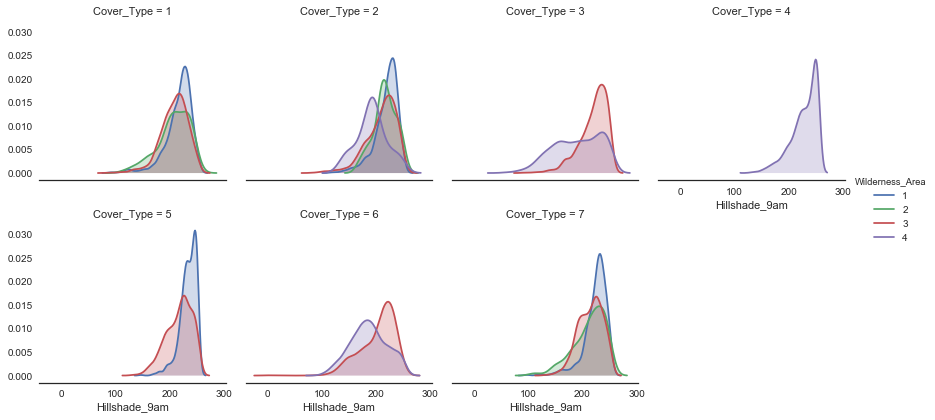 Cover_Type = 1
Cover_Type = 2
Cover_Type = 3
Cover_Type = 4
0.030
0.025
0.020
0.015
0.010
0.005
0.000
0 100 200 300
Hillshade_9am
Wilderness_Area
1
2
3
4
Cover_Type = 5
Cover_Type = 6
Cover_Type = 7
0.030
0.025
0.020
0.015
0.010
0.005
0.000
0 100 200 300
0 100 200 300
0 100 200 300
Hillshade_9am
Hillshade_9am
Hillshade_9am